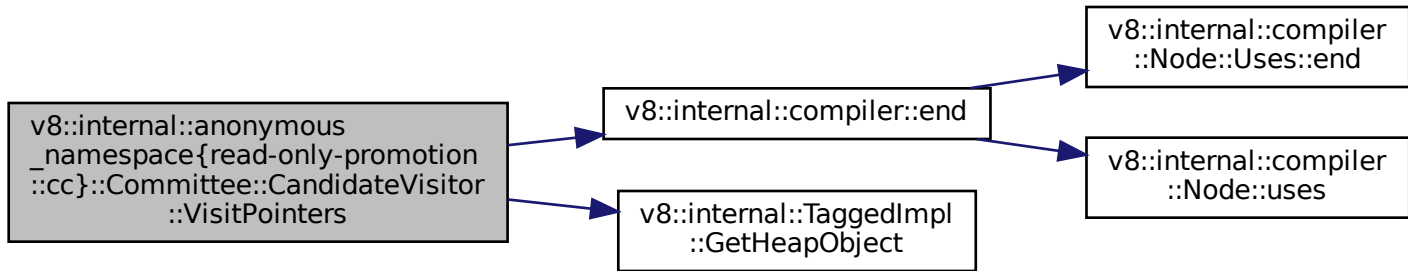 v8::internal::anonymous
_namespace{read-only-promotion
::cc}::Committee::CandidateVisitor
::VisitPointers
v8::internal::compiler::end
v8::internal::compiler
::Node::Uses::end
v8::internal::compiler
::Node::uses
v8::internal::TaggedImpl
::GetHeapObject